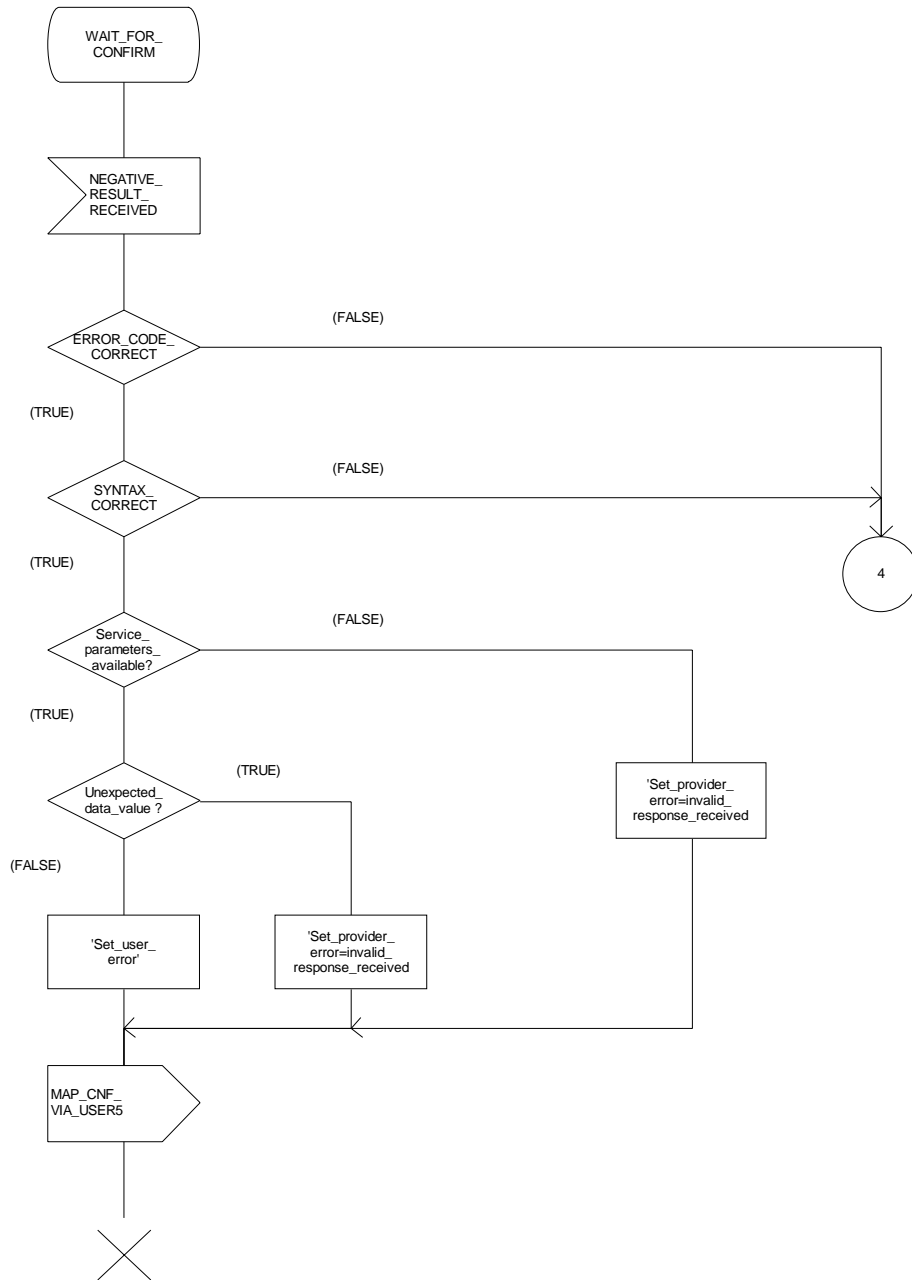 WAIT_FOR_
CONFIRM
NEGATIVE_
RESULT_
RECEIVED
(FALSE)
ERROR_CODE_
CORRECT
(TRUE)
(FALSE)
SYNTAX_
CORRECT
(TRUE)
4
(FALSE)
Service_
parameters_
available?
(TRUE)
(TRUE)
Unexpected_
data_value ?
'Set_provider_
error=invalid_
response_received
(FALSE)
'Set_user_
error'
'Set_provider_
error=invalid_
response_received
MAP_CNF_
VIA_USER5